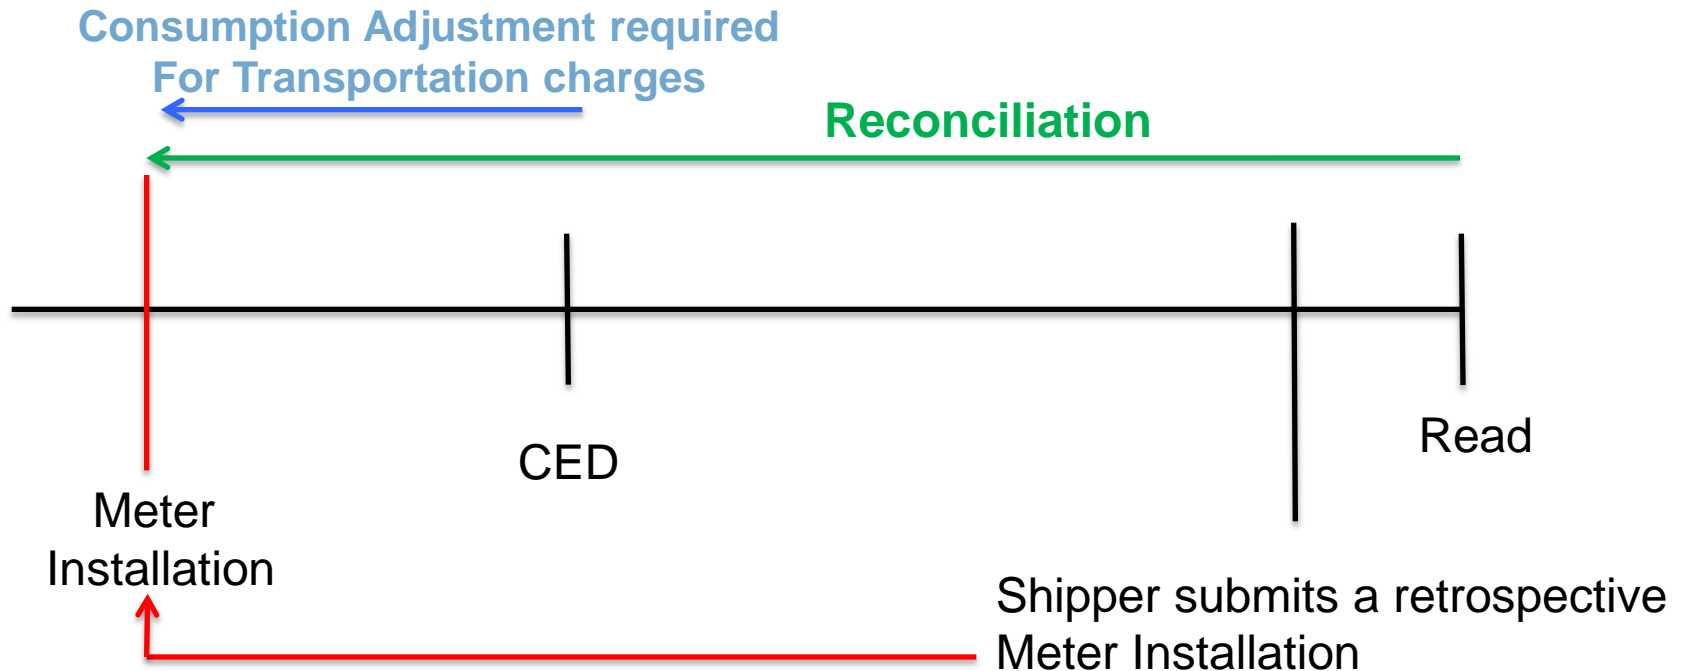 Consumption Adjustment required
For Transportation charges
Reconciliation
CED
Read
Meter
Installation
Shipper submits a retrospective
Meter Installation